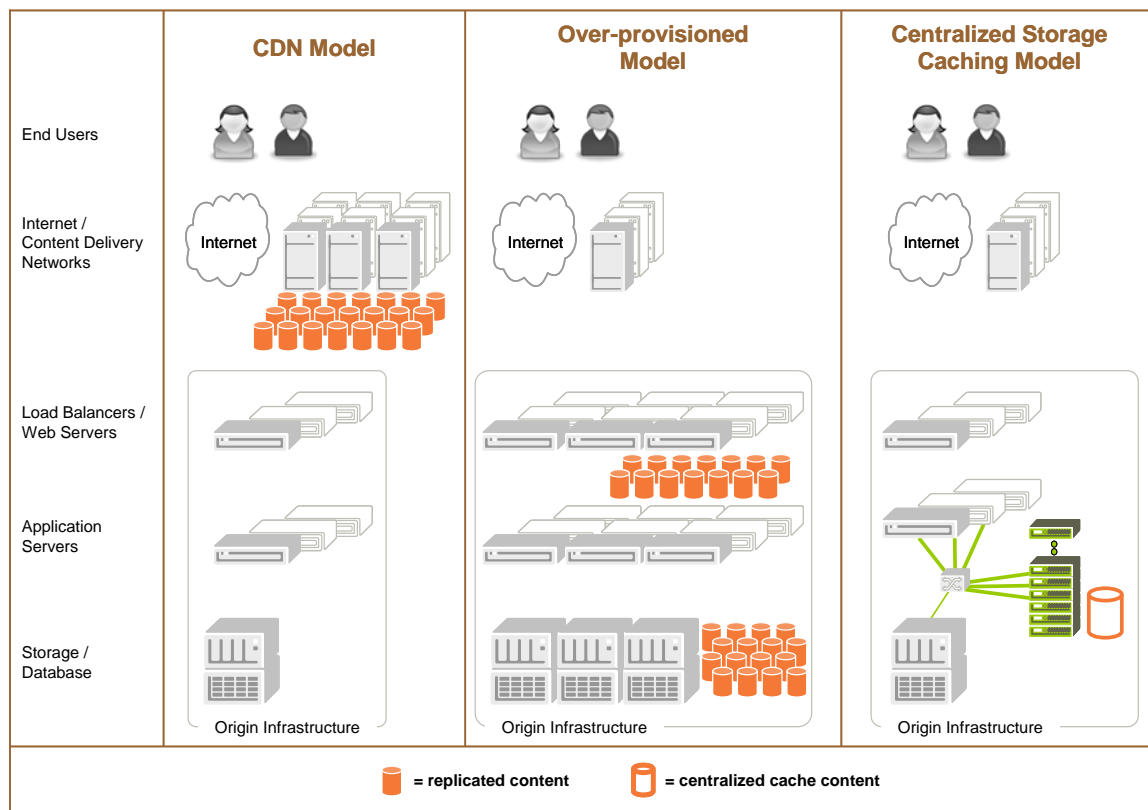 CDN Model
Over-provisioned
Model
Centralized Storage
Caching Model
End Users
Internet /
Content Delivery
Networks
Internet
Internet
Internet
Load Balancers /
Web Servers
Application
Servers
Storage /
Database
Origin Infrastructure
Origin Infrastructure
Origin Infrastructure
= replicated content
= centralized cache content